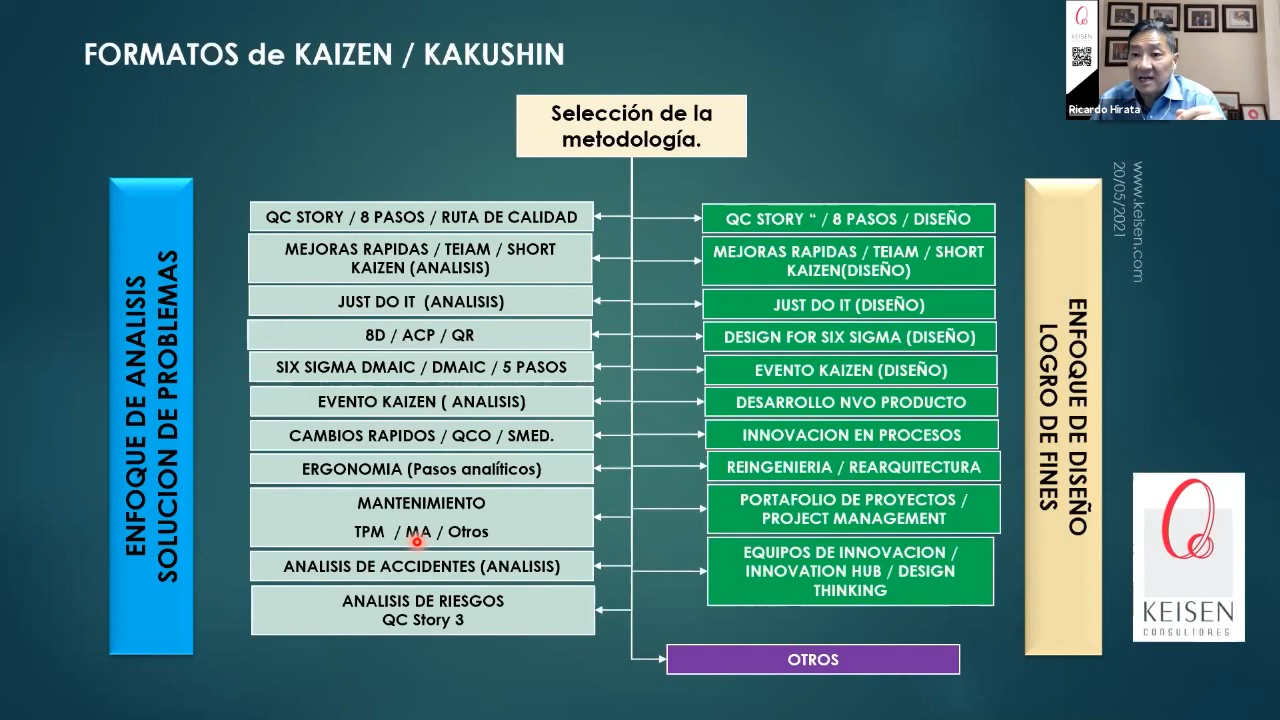 FORMATOS de KAIZEN / KAKUSHIN
KEISEN
Ricardo Hirata
Selección de la
metodología.
www.keisen.com
20/05/2021
ENFOQUE DE ANALISIS
SOLUCION DE PROBLEMAS
QC STORY / 8 PASOS / RUTA DE CALIDAD
MEJORAS RAPIDAS / TEIAM / SHORT
KAIZEN (ANALISIS)
JUST DO IT (ANALISIS)
8D / ACP / QR
SIX SIGMA DMAIC / DMAIC / 5 PASOS
EVENTO KAIZEN ( ANALISIS)
CAMBIOS RAPIDOS / QCO / SMED.
ERGONOMIA (Pasos analíticos)
MANTENIMIENTO
TPM / MA / Otros
ANALISIS DE ACCIDENTES (ANALISIS)
ANALISIS DE RIESGOS
QC Story 3
QC STORY “ / 8 PASOS / DISEÑO
MEJORAS RAPIDAS / TEIAM / SHORT
KAIZEN(DISEÑO)
JUST DO IT (DISEÑO)
DESIGN FOR SIX SIGMA (DISEÑO)
EVENTO KAIZEN (DISEÑO)
DESARROLLO NVO PRODUCTO
INNOVACION EN PROCESOS
REINGENIERIA / REARQUITECTURA
PORTAFOLIO DE PROYECTOS /
PROJECT MANAGEMENT
EQUIPOS DE INNOVACION /
INNOVATION HUB / DESIGN
THINKING
OTROS
ENFOQUE DE DISEÑO
LOGRO DE FINES
KEISEN
CONSULTORES